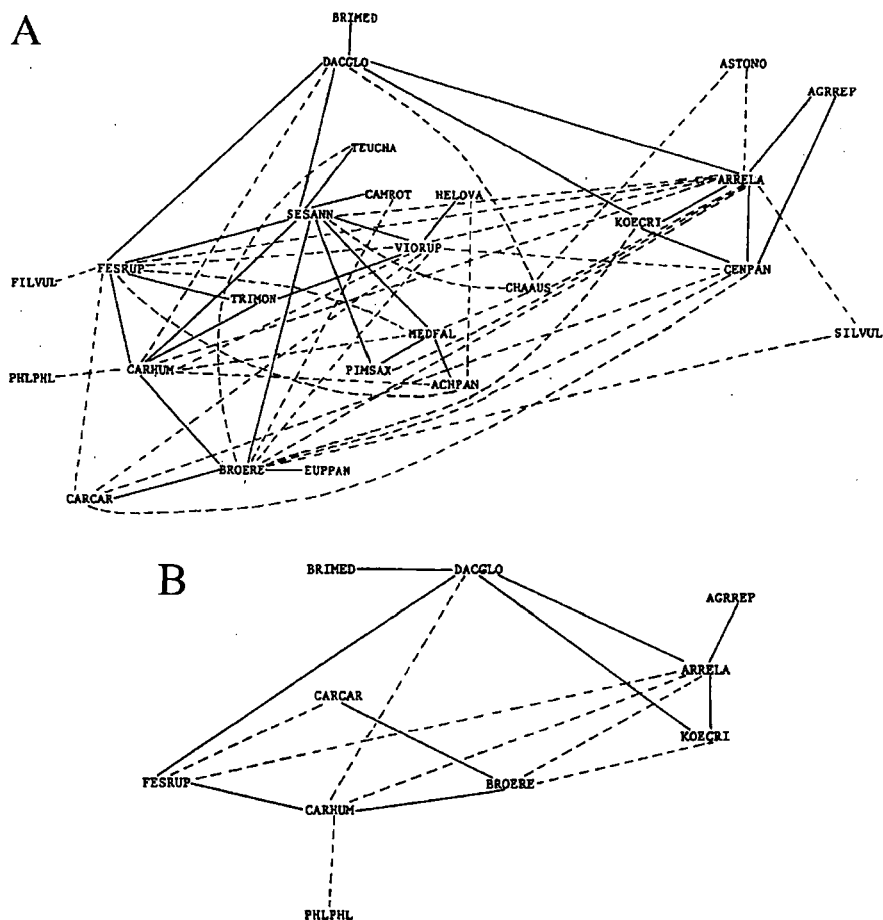 A
BRIMED
DACGLO
ASTONO
AGRREP
TEUCHA
ARRELA
CAMROT
HELOVA
SESANN
KOECRI
VIORUP
FESRUP
CENPAN
FILVUL
CHAAUS
TRIMON
MEDFAL
SILVUL
PHLPHL
CARHUM
PIMSAX
ACHPAN
BROERE
EUPPAN
CARCAR
B
BRIMED
DACGLO
AGRREP
ARRELA
CARCAR
KOECRI
FESRUP
BROERE
CARHUM
PHLPHL